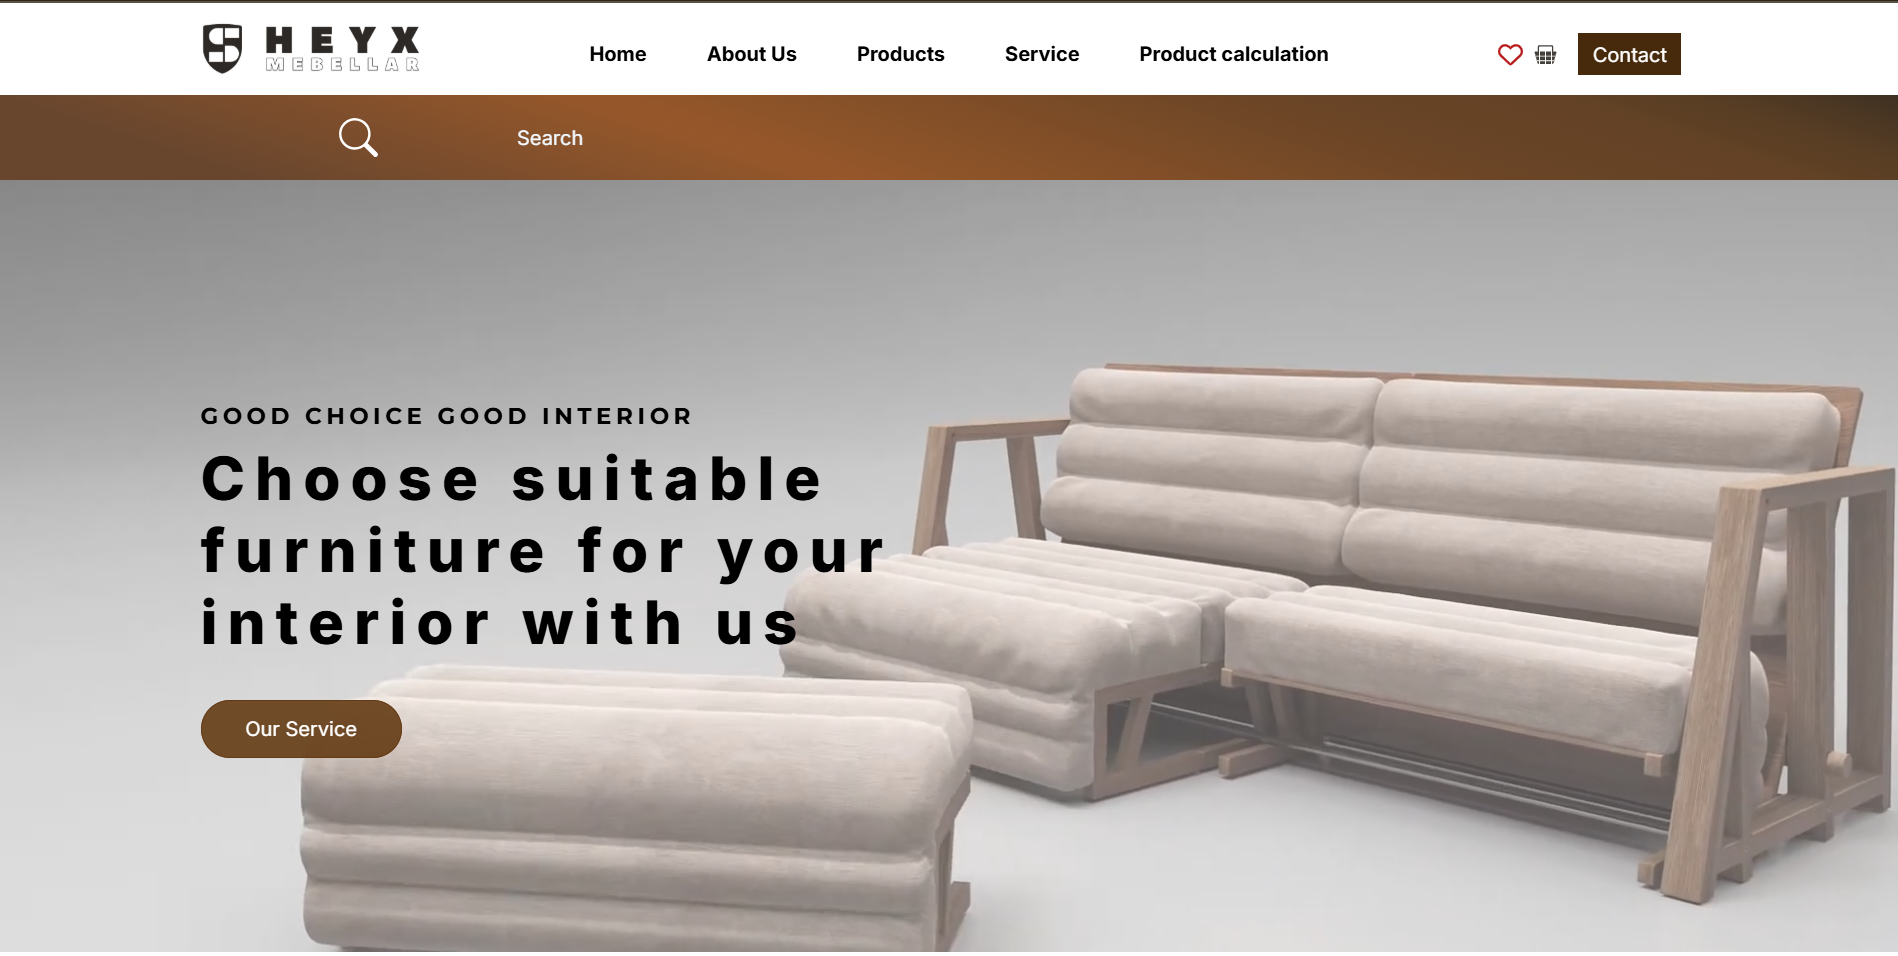 HEYX
MEBELLAR
Home About Us Products Service Product calculation
Contact
Search
GOOD CHOICE GOOD INTERIOR
Choose suitable
furniture for your
interior with us
Our Service